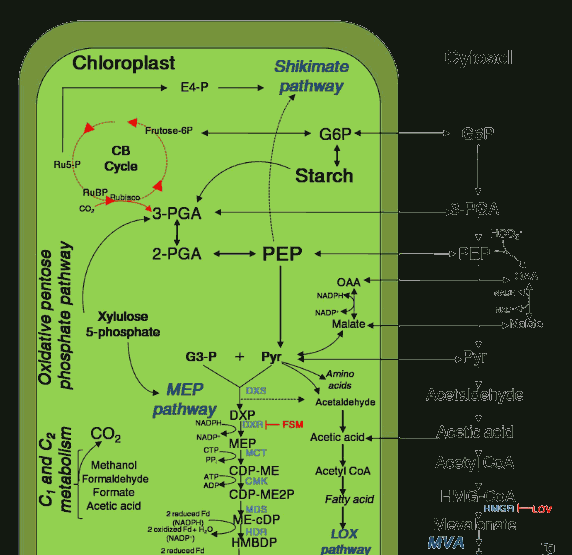 Chloroplast
Cytosol
Shikimate
pathway
E4-P
Frutose-6P
G6P
G6P
CB
Cycle
Ru5-P
Starch
RuBP
Rubisco
CO2
3-PGA
3-PGA
2-PGA
PEP
PEP
HCO3-
OAA
OAA
NADPH
NADP+
Malate
Malate
Oxidative pentose
phosphate pathway
Xylulose
5-phosphate
G3-P + Pyr
Pyr
Amino
acids
MEP
pathway
DXS
Acetaldehyde
Acetaldehyde
DXP
NADPH
DXR
FSM
NADP+
Acetic acid
Acetic acid
MEP
C1 and C2
metabolism
CO2
CTP
PPi
MCT
CDP-ME
Acetyl CoA
Acetyl CoA
Methanol
Formaldehyde
Formate
Acetic acid
ATP
ADP
CMK
CDP-ME2P
Fatty acid
HMG-CoA
HMGR
LOV
MDS
2 reduced Fd
(NADPH)
ME-cDP
Mevalonate
2 oxidized Fd+ H2O
(NADP+)
HDR
HMBDP
LOX
pathway
MVA
2 reduced Fd